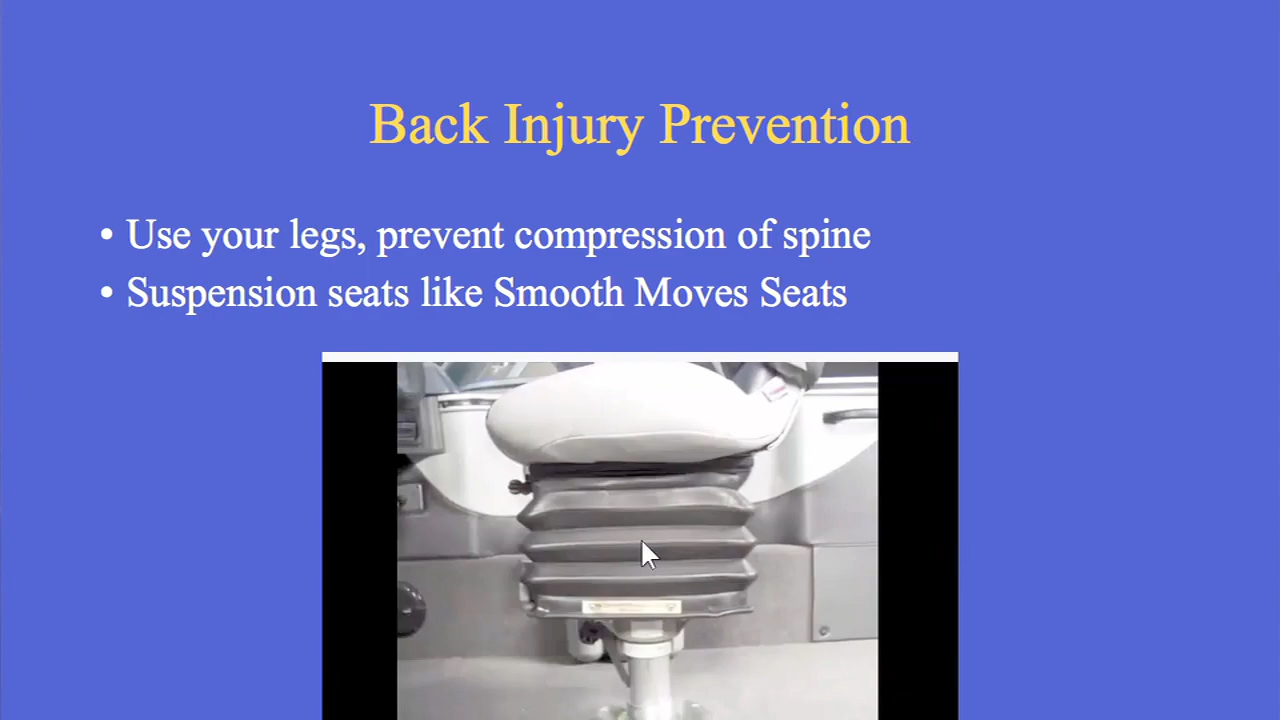 Back Injury Prevention
• Use your legs, prevent compression of spine
• Suspension seats like Smooth Moves Seats